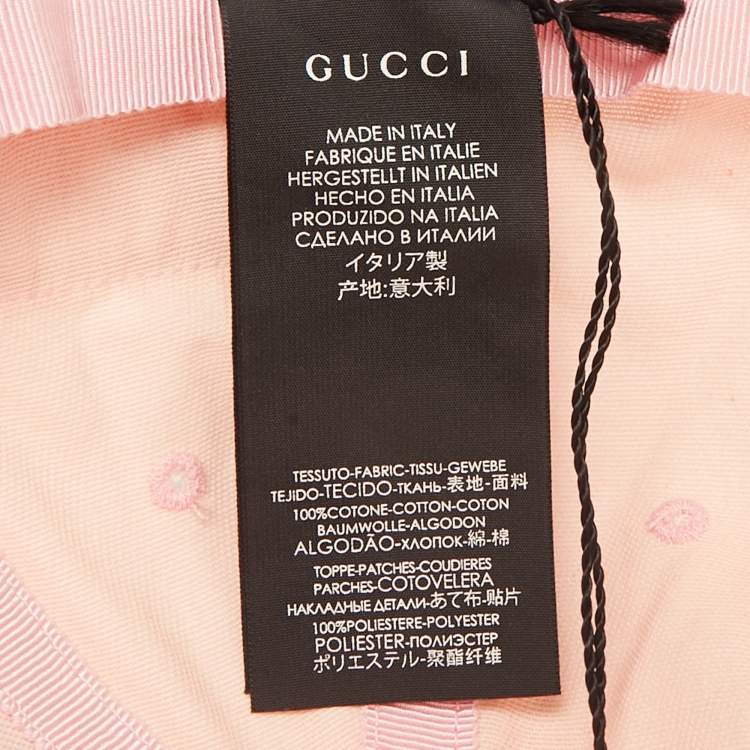 GUCCI
MADE IN ITALY
FABRIQUE EN ITALIE
HERGESTELLT IN ITALIEN
HECHO EN ITALIA
PRODUZIDO NA ITALIA
СДЕЛАНО В ИТАЛИИ
イタリア製
产地:意大利
TESSUTO-FABRIC-TISSU-GEWEBE
TEJIDO-TECIDO-ТКАНЬ-表地-面料
100%COTONE-COTTON-COTON
BAUMWOLLE-ALGODON
ALGODÃO-ХЛОПОК-綿-棉
TOPPE-PATCHES-COUDIERES
PARCHES-COTOVELERA
НАКЛАДНЫЕ ДЕТАЛИ-あて布-贴片
100%POLIESTERE-POLYESTER
POLIESTER-ПОЛИЭСТЕР
ポリエステル-聚酯纤维